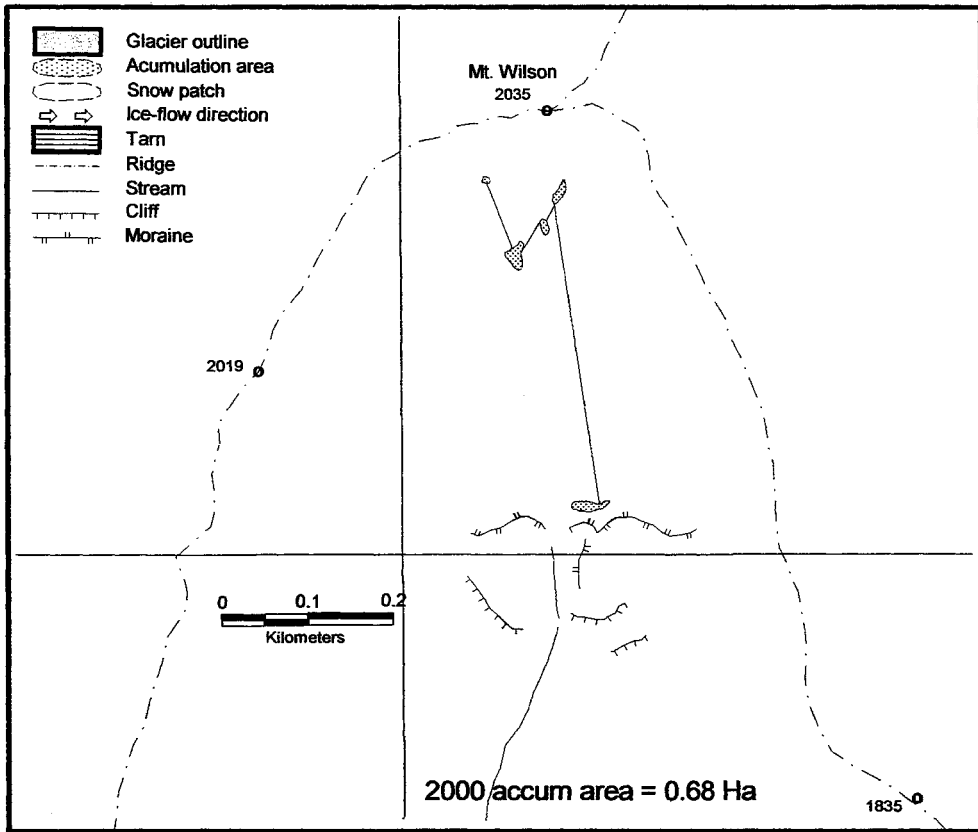 Glacier outline
Acumulation area
Snow patch
Ice-flow direction
Tarn
Ridge
Stream
Cliff
Moraine
Mt. Wilson
2035
2019
0 0.1 0.2
Kilometers
2000 accum area = 0.68 Ha
1835